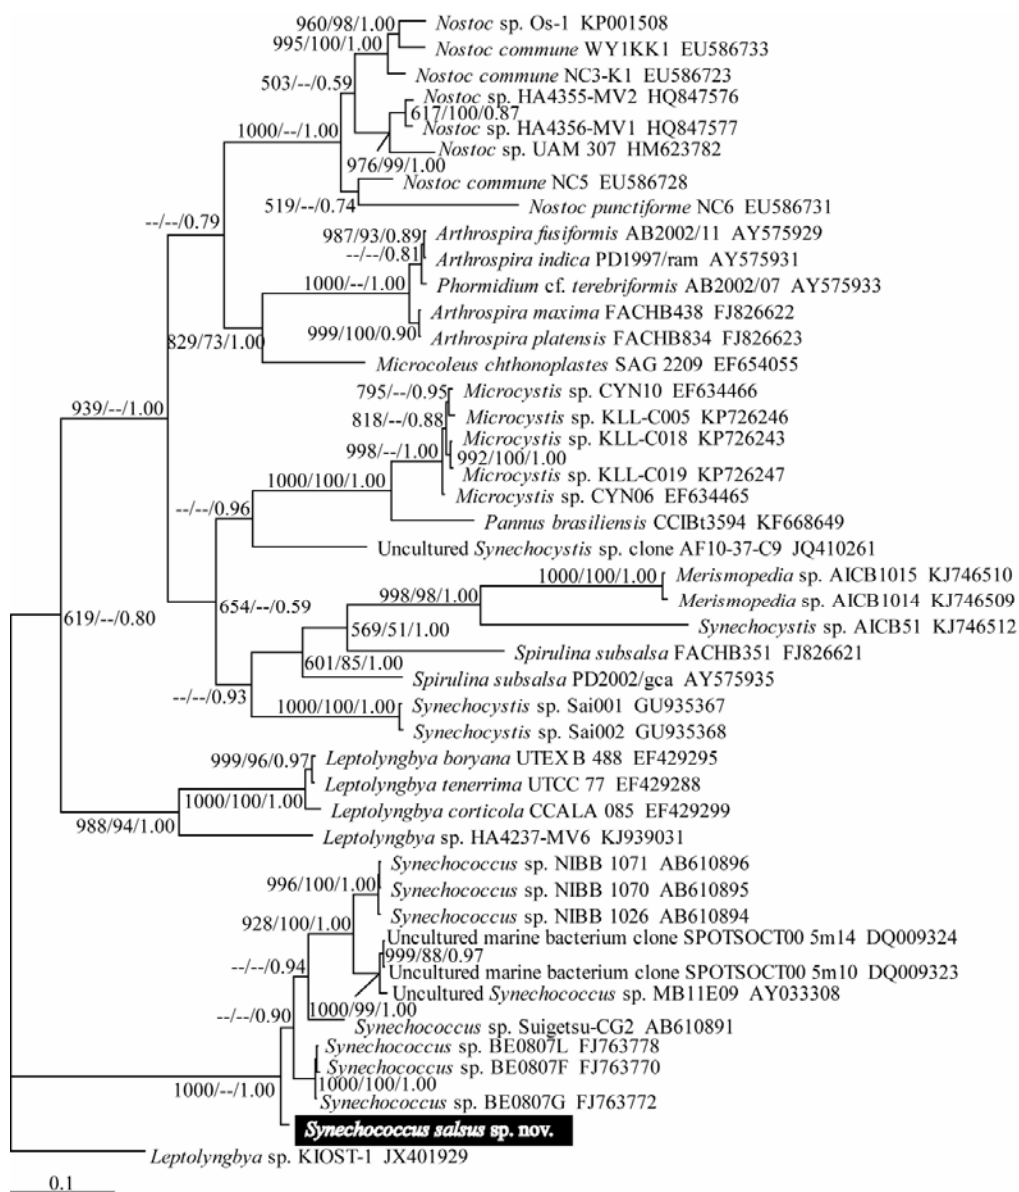 960/98/1.00
Nostoc sp. Os-1 KP001508
995/100/1.00
Nostoc commune WY1KK1 EU586733
Nostoc commune NC3-K1 EU586723
503/--/0.59
Nostoc sp. HA4355-MV2 HQ847576
617/100/0.87
Nostoc sp. HA4356-MV1 HQ847577
1000/--/1.00
Nostoc sp. UAM 307 HM623782
976/99/1.00
Nostoc commune NC5 EU586728
519/--/0.74
Nostoc punctiforme NC6 EU586731
--/--/0.79
987/93/0.89
Arthrospira fusiformis AB2002/11 AY575929
--/--/0.81
Arthrospira indica PD1997/ram AY575931
1000/--/1.00
Phormidium cf. terebriformis AB2002/07 AY575933
Arthrospira maxima FACHB438 FJ826622
999/100/0.90
Arthrospira platensis FACHB834 FJ826623
829/73/1.00
Microcoleus chthonoplastes SAG 2209 EF654055
795/--/0.95
Microcystis sp. CYN10 EF634466
939/--/1.00
818/--/0.88
Microcystis sp. KLL-C005 KP726246
Microcystis sp. KLL-C018 KP726243
998/--/1.00
992/100/1.00
Microcystis sp. KLL-C019 KP726247
1000/100/1.00
Microcystis sp. CYN06 EF634465
--/--/0.96
Pannus brasiliensis CCIBt3594 KF668649
Uncultured Synechocystis sp. clone AF10-37-C9 JQ410261
1000/100/1.00
Merismopedia sp. AICB1015 KJ746510
998/98/1.00
Merismopedia sp. AICB1014 KJ746509
654/--/0.59
619/--/0.80
Synechocystis sp. AICB51 KJ746512
569/51/1.00
Spirulina subsalsa FACHB351 FJ826621
601/85/1.00
Spirulina subsalsa PD2002/gca AY575935
--/--/0.93
1000/100/1.00
Synechocystis sp. Sai001 GU935367
Synechocystis sp. Sai002 GU935368
999/96/0.97
Leptolyngbya boryana UTEX B 488 EF429295
Leptolyngbya tenerrima UTCC 77 EF429288
1000/100/1.00
Leptolyngbya corticola CCALA 085 EF429299
988/94/1.00
Leptolyngbya sp. HA4237-MV6 KJ939031
Synechococcus sp. NIBB 1071 AB610896
996/100/1.00
Synechococcus sp. NIBB 1070 AB610895
Synechococcus sp. NIBB 1026 AB610894
928/100/1.00
Uncultured marine bacterium clone SPOTSOCT00 5m14 DQ009324
999/88/0.97
--/--/0.94
Uncultured marine bacterium clone SPOTSOCT00 5m10 DQ009323
Uncultured Synechococcus sp. MB11E09 AY033308
1000/99/1.00
--/--/0.90
Synechococcus sp. Suigetsu-CG2 AB610891
Synechococcus sp. BE0807L FJ763778
Synechococcus sp. BE0807F FJ763770
1000/100/1.00
1000/--/1.00
Synechococcus sp. BE0807G FJ763772
Synechococcus salsus sp. nov.
Leptolyngbya sp. KIOST-1 JX401929
0.1